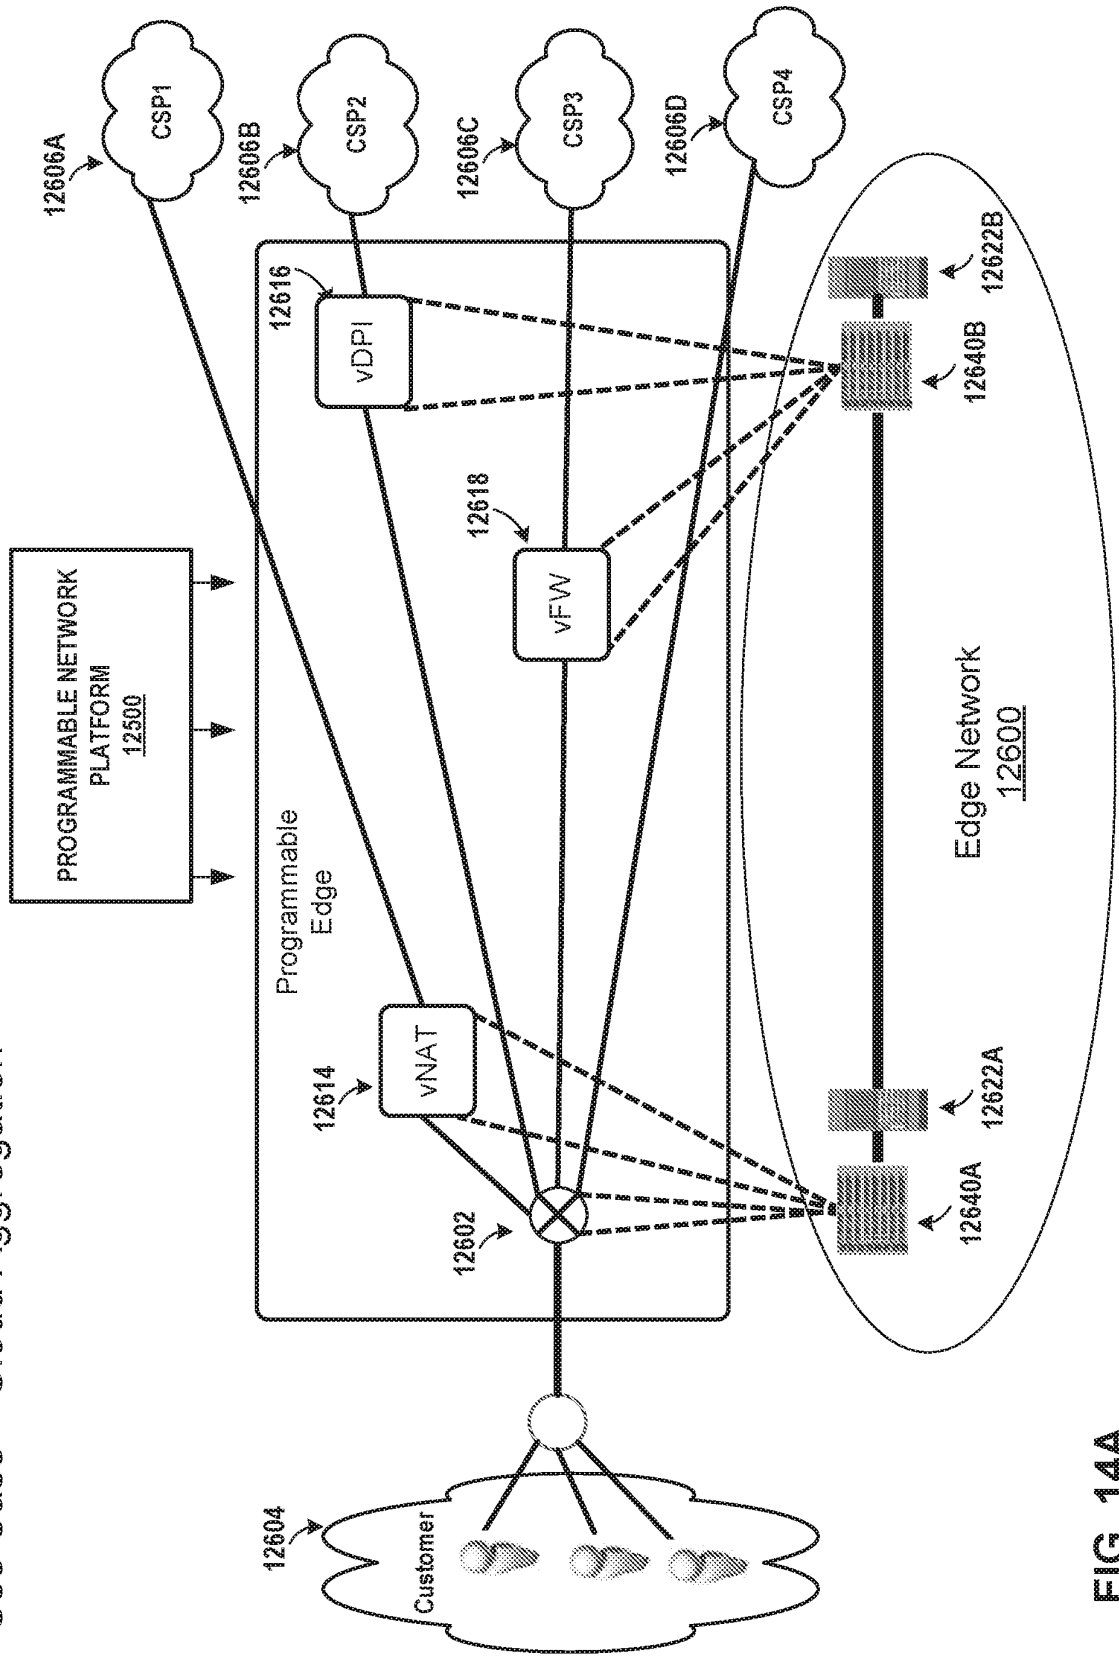 PROGRAMMABLE NETWORK
PLATFORM
12500
Programmable
Edge
12606A
CSP1
12606B
CSP2
12606C
CSP3
12606D
CSP4
12616
vDPI
12618
vFW
12614
vNAT
12602
12604
Customer
12640A
12622A
12640B
12622B
Edge Network
12600
FIG. 14A